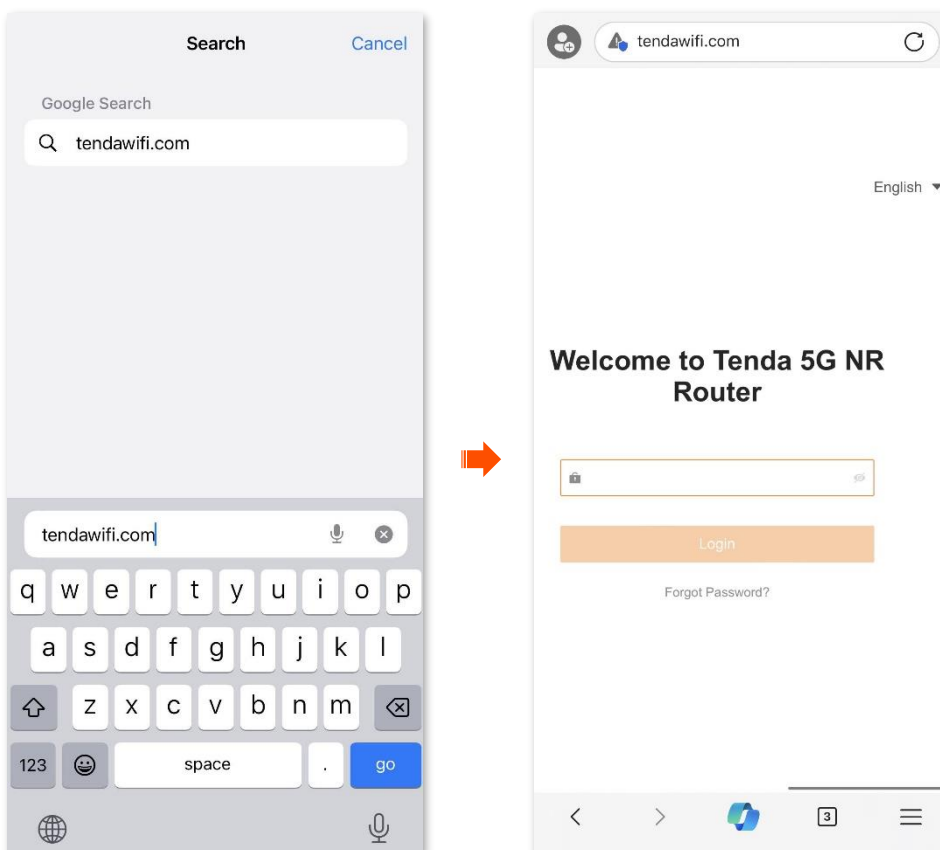 Search
Cancel
Google Search
tendawifi.com
tendawifi.com
q w e r t y u i o p
a s d f g h j k l
z x c v b n m
123
space
.
go
tendawifi.com
English
Welcome to Tenda 5G NR
Router
Login
Forgot Password?
3